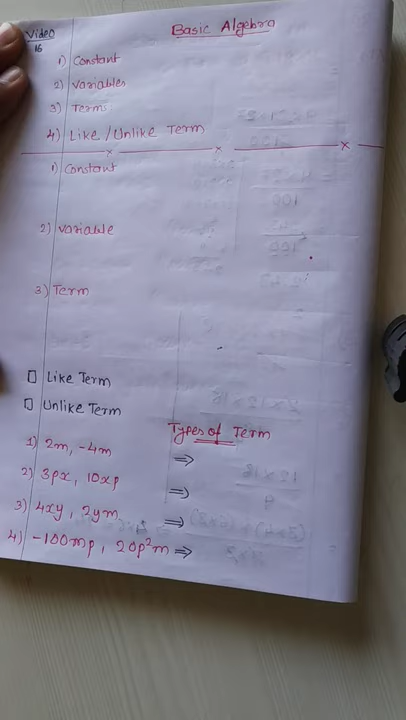 Video
16
Basic Algebra
1) Constant
2) Variables
3) Terms:
4) Like / Unlike Term
1) Constant
2) Variable
3) Term
Like Term
Unlike Term
Types of Term
1) 2m, -4m ⇒
2) 3px, 10xp ⇒
3) 4xy, 2ym ⇒
4) -100mp, 20p²m ⇒